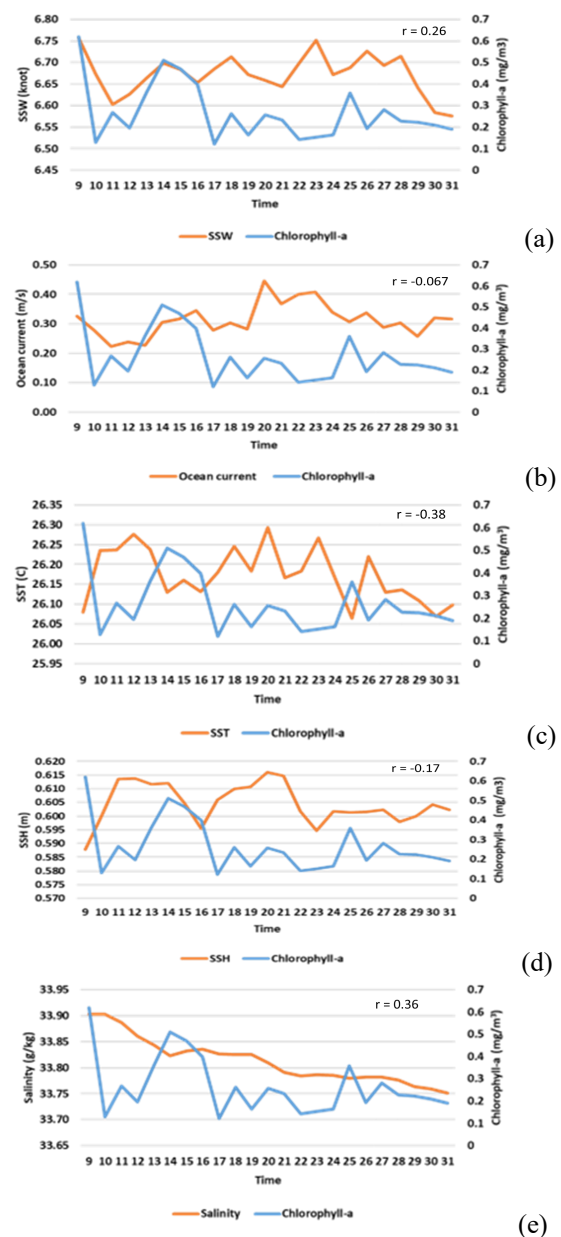 r = 0.26
6.80
6.75
6.70
6.65
6.60
6.55
6.50
6.45
SSW (knot)
0.7
0.6
0.5
0.4
0.3
0.2
0.1
0
Chlorophyll-a (mg/m3)
9 10 11 12 13 14 15 16 17 18 19 20 21 22 23 24 25 26 27 28 29 30 31
Time
SSW Chlorophyll-a
(a)
r = -0.067
0.50
0.40
0.30
0.20
0.10
0.00
Ocean current (m/s)
0.7
0.6
0.5
0.4
0.3
0.2
0.1
0
Chlorophyll-a (mg/m³)
9 10 11 12 13 14 15 16 17 18 19 20 21 22 23 24 25 26 27 28 29 30 31
Time
Ocean current Chlorophyll-a
(b)
r = -0.38
26.35
26.30
26.25
26.20
26.15
26.10
26.05
26.00
25.95
SST (C)
0.7
0.6
0.5
0.4
0.3
0.2
0.1
0
Chlorophyll-a (mg/m³)
9 10 11 12 13 14 15 16 17 18 19 20 21 22 23 24 25 26 27 28 29 30 31
Time
SST Chlorophyll-a
(c)
r = -0.17
0.620
0.615
0.610
0.605
0.600
0.595
0.590
0.585
0.580
0.575
0.570
SSH (m)
0.7
0.6
0.5
0.4
0.3
0.2
0.1
0
Chlorophyll-a (mg/m3)
9 10 11 12 13 14 15 16 17 18 19 20 21 22 23 24 25 26 27 28 29 30 31
Time
SSH Chlorophyll-a
(d)
r = 0.36
33.95
33.90
33.85
33.80
33.75
33.70
33.65
Salinity (g/kg)
0.7
0.6
0.5
0.4
0.3
0.2
0.1
0
Chlorophyll-a (mg/m³)
9 10 11 12 13 14 15 16 17 18 19 20 21 22 23 24 25 26 27 28 29 30 31
Time
Salinity Chlorophyll-a
(e)